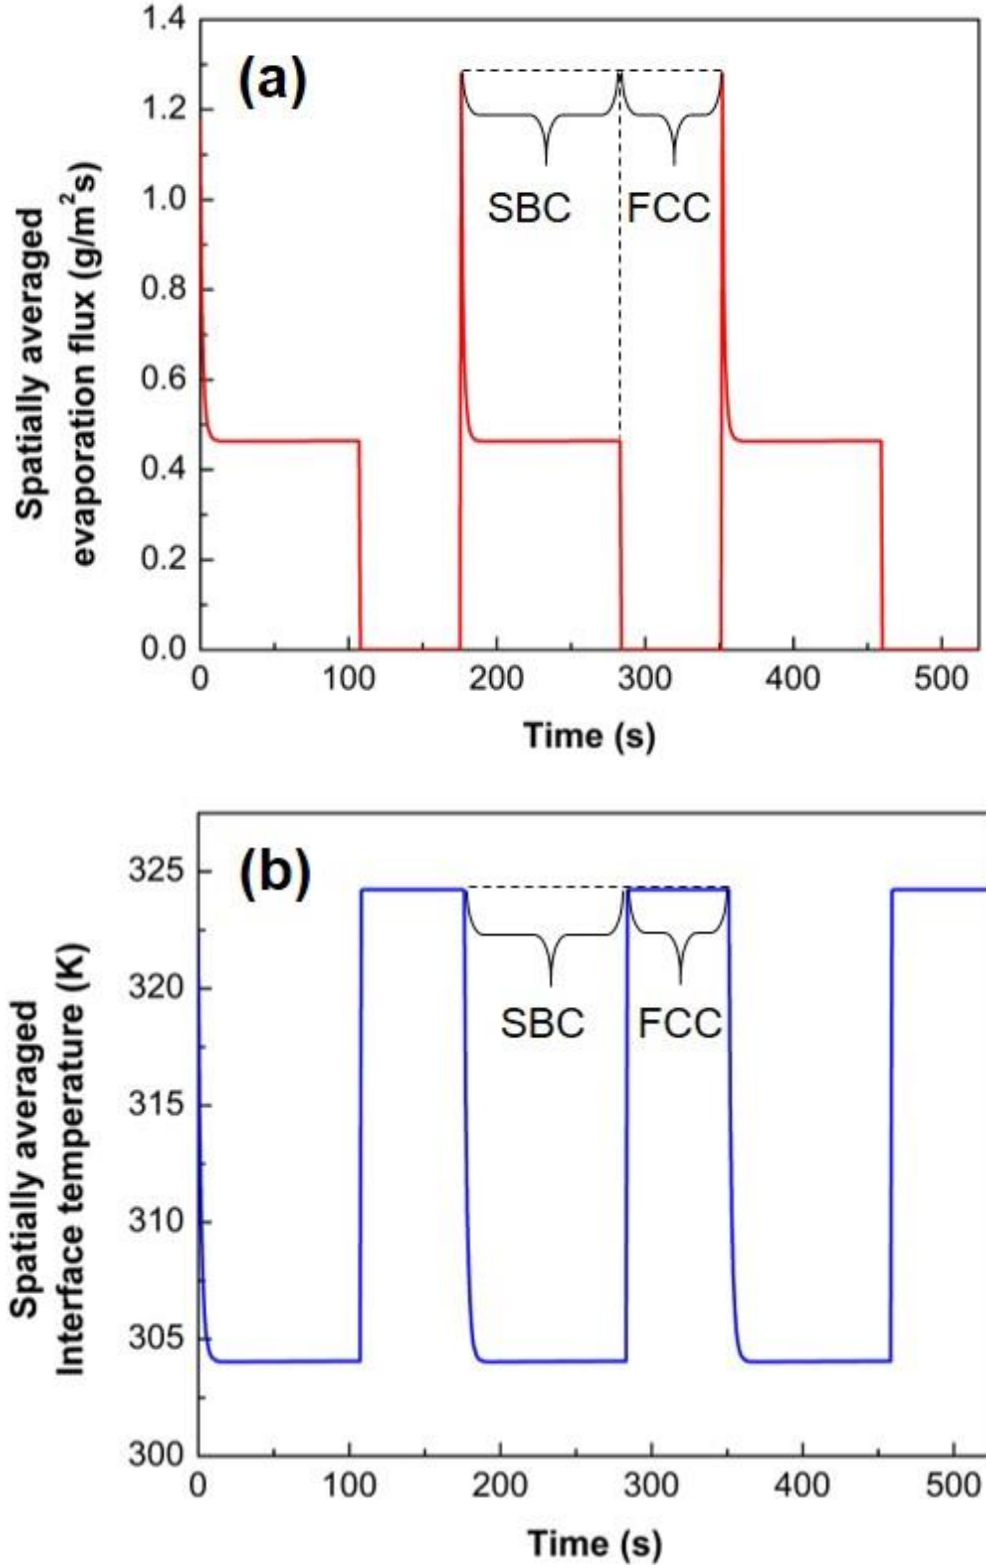 (a)
Spatially averaged
evaporation flux (g/m²s)
1.4
1.2
1.0
0.8
0.6
0.4
0.2
0.0
SBC FCC
0 100 200 300 400 500
Time (s)
(b)
Spatially averaged
Interface temperature (K)
325
320
315
310
305
300
SBC FCC
0 100 200 300 400 500
Time (s)